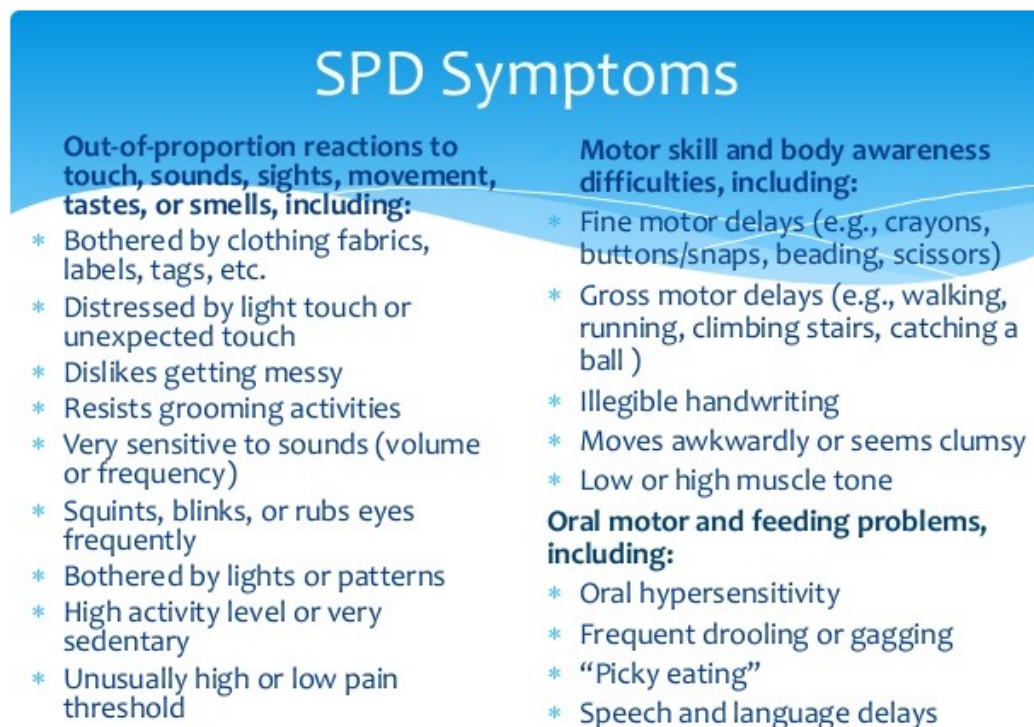 SPD Symptoms
Out-of-proportion reactions to
touch, sounds, sights, movement,
tastes, or smells, including:
* Bothered by clothing fabrics,
labels, tags, etc.
* Distressed by light touch or
unexpected touch
* Dislikes getting messy
* Resists grooming activities
* Very sensitive to sounds (volume
or frequency)
* Squints, blinks, or rubs eyes
frequently
* Bothered by lights or patterns
* High activity level or very
sedentary
* Unusually high or low pain
threshold
Motor skill and body awareness
difficulties, including:
* Fine motor delays (e.g., crayons,
buttons/snaps, beading, scissors)
* Gross motor delays (e.g., walking,
running, climbing stairs, catching a
ball )
* Illegible handwriting
* Moves awkwardly or seems clumsy
* Low or high muscle tone
Oral motor and feeding problems,
including:
* Oral hypersensitivity
* Frequent drooling or gagging
* “Picky eating”
* Speech and language delays